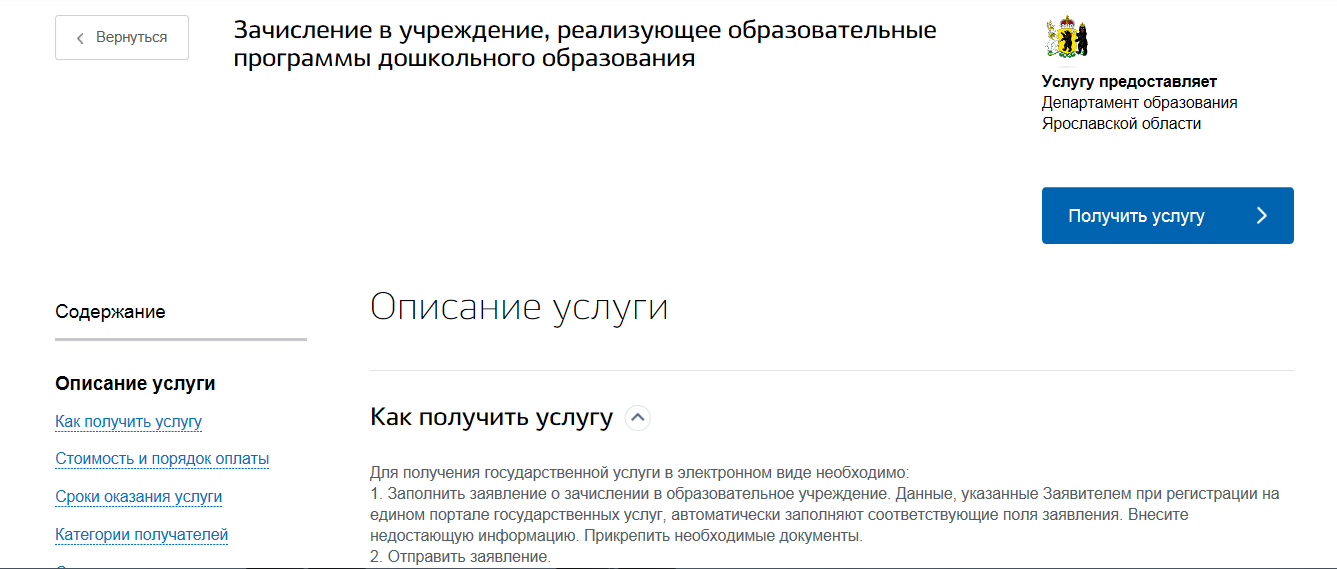 Вернуться
Зачисление в учреждение, реализующее образовательные
программы дошкольного образования
Услугу предоставляет
Департамент образования
Ярославской области
Получить услугу
Содержание
Описание услуги
Как получить услугу
Стоимость и порядок оплаты
Сроки оказания услуги
Категории получателей
Описание услуги
Как получить услугу
Для получения государственной услуги в электронном виде необходимо:
1. Заполнить заявление о зачислении в образовательное учреждение. Данные, указанные Заявителем при регистрации на
едином портале государственных услуг, автоматически заполняют соответствующие поля заявления. Внесите
недостающую информацию. Прикрепить необходимые документы.
2. Отправить заявление.